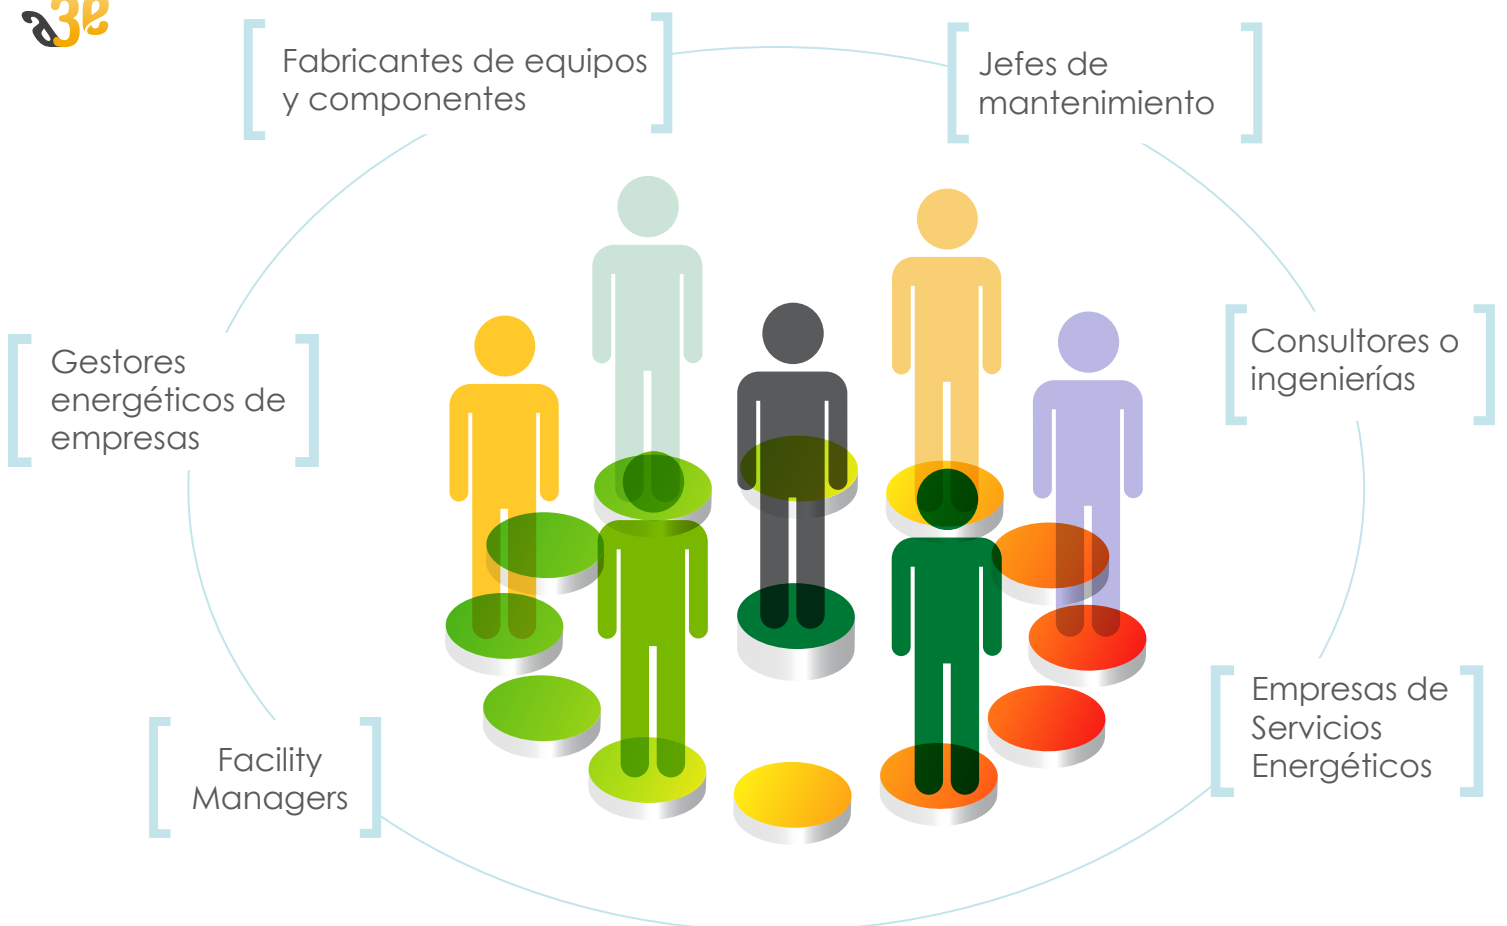 a3e
Fabricantes de equipos
y componentes
Jefes de
mantenimiento
Gestores
energéticos de
empresas
Consultores o
ingenierías
Facility
Managers
Empresas de
Servicios
Energéticos